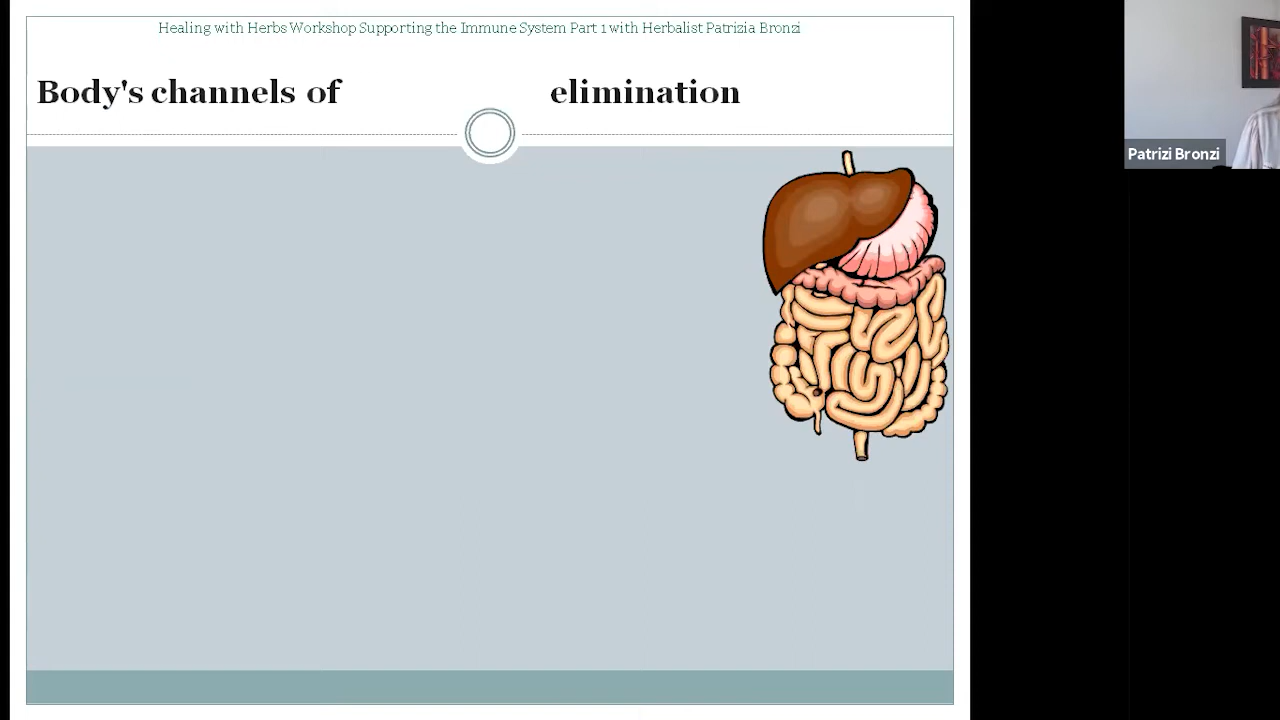 Healing with Herbs Workshop Supporting the Immune System Part 1 with Herbalist Patrizia Bronzi
Body's channels of elimination
Patrizi Bronzi